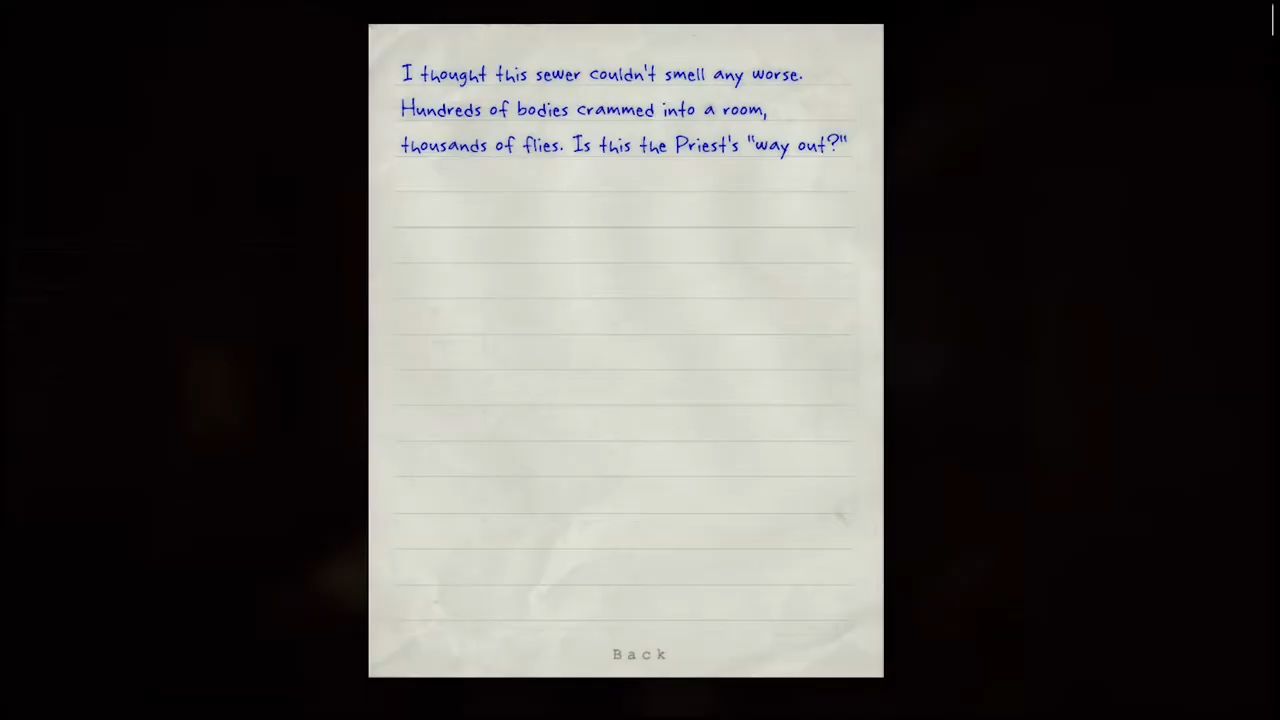 I thought this sewer couldn't smell any worse.
Hundreds of bodies crammed into a room,
thousands of flies. Is this the Priest's "way out?"
Back